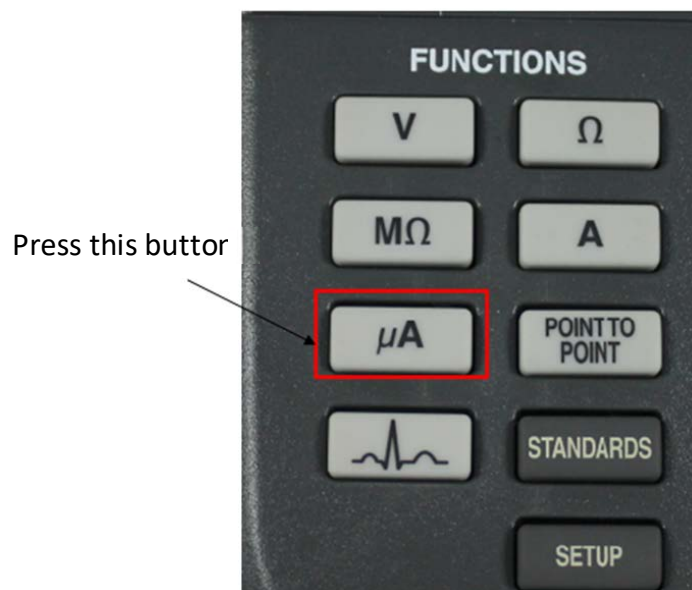 FUNCTIONS
V
Ω
MΩ
A
Press this buttor
µA
POINT TO
POINT
STANDARDS
SETUP